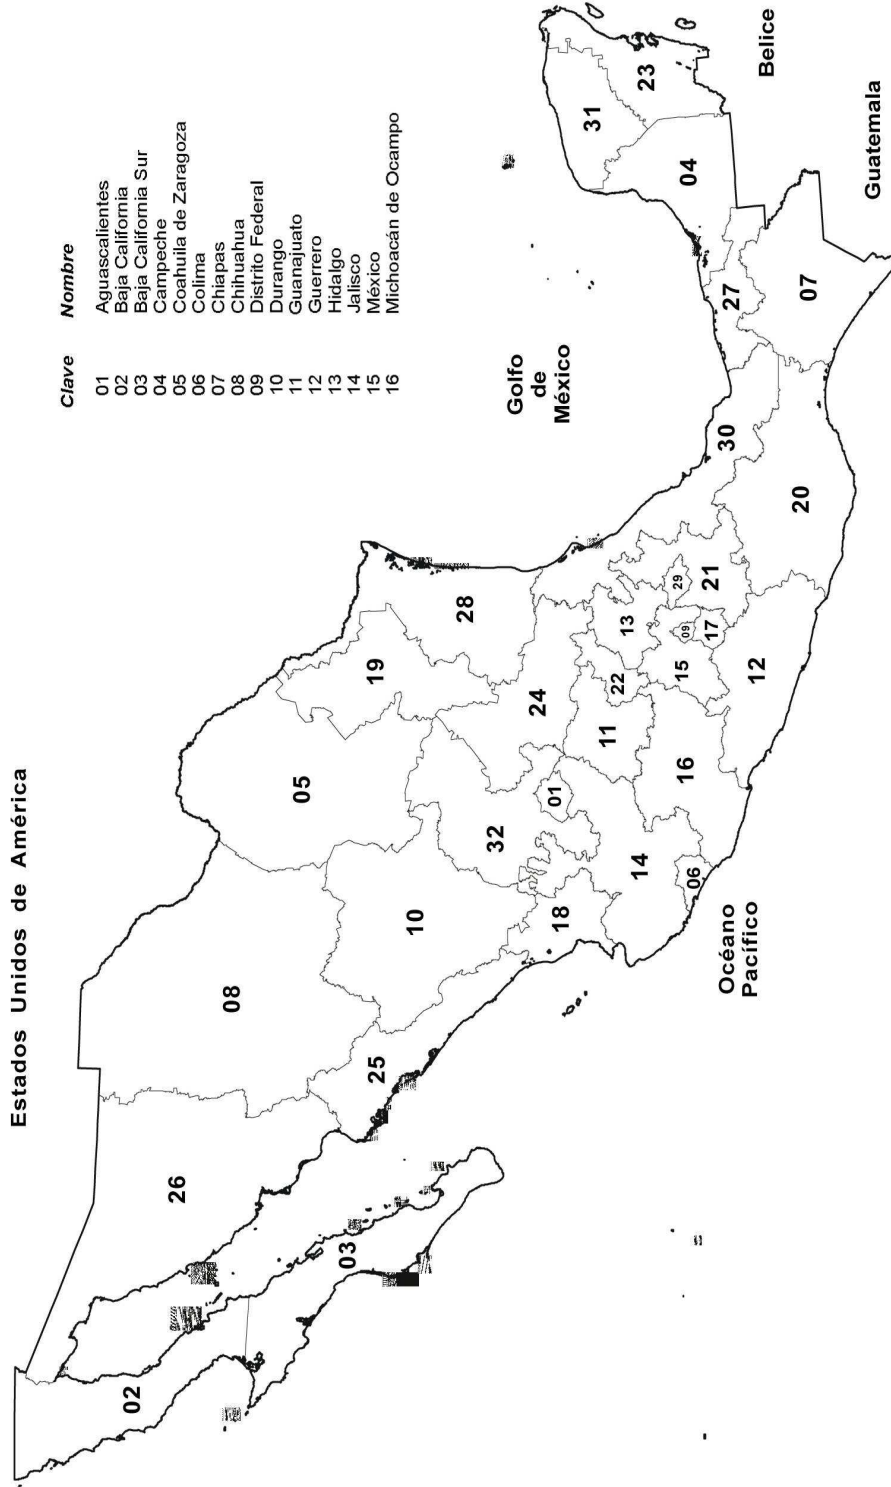 Estados Unidos de América
Clave Nombre
01 Aguascalientes
02 Baja California
03 Baja California Sur
04 Campeche
05 Coahuila de Zaragoza
06 Colima
07 Chiapas
08 Chihuahua
09 Distrito Federal
10 Durango
11 Guanajuato
12 Guerrero
13 Hidalgo
14 Jalisco
15 México
16 Michoacán de Ocampo
Golfo
de
México
Océano
Pacífico
Belice
Guatemala
02
26
03
08
25
05
10
19
28
32
24
18
01
14
06
11
22
13
16
15
09
29
17
21
12
30
20
27
07
04
31
23